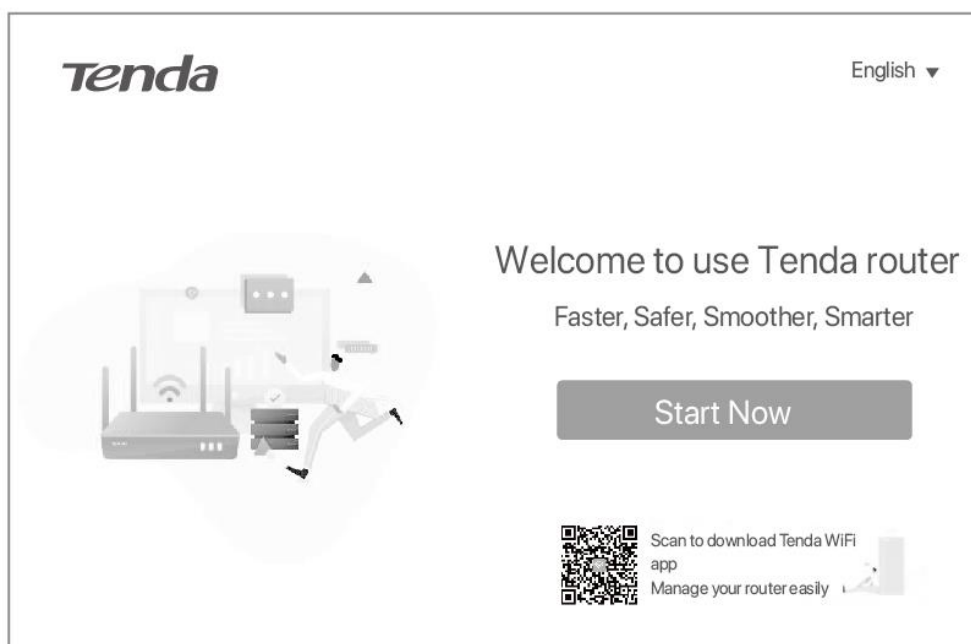 Tenda
English
Welcome to use Tenda router
Faster, Safer, Smoother, Smarter
Start Now
Scan to download Tenda WiFi
app
Manage your router easily